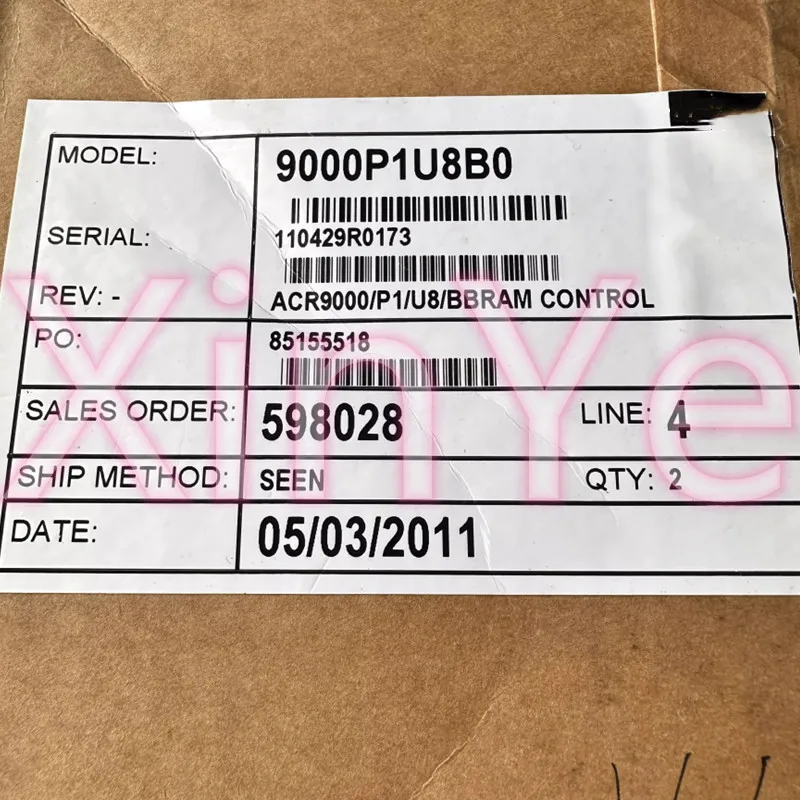 MODEL: 9000P1U8B0
SERIAL: 110429R0173
REV: - ACR9000/P1/U8/BBRAM CONTROL
PO: 85155518
SALES ORDER: 598028 LINE: 4
SHIP METHOD: SEEN QTY: 2
DATE: 05/03/2011
XinYe